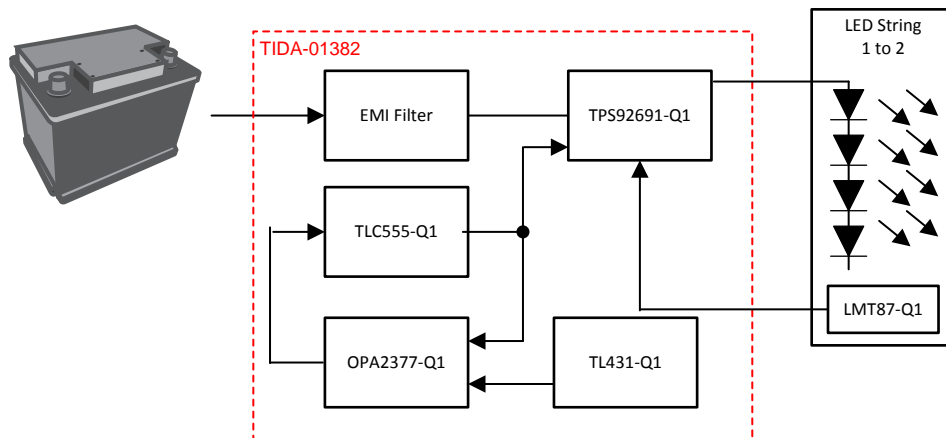 TIDA-01382
LED String
1 to 2
EMI Filter
TPS92691-Q1
TLC555-Q1
OPA2377-Q1
TL431-Q1
LMT87-Q1